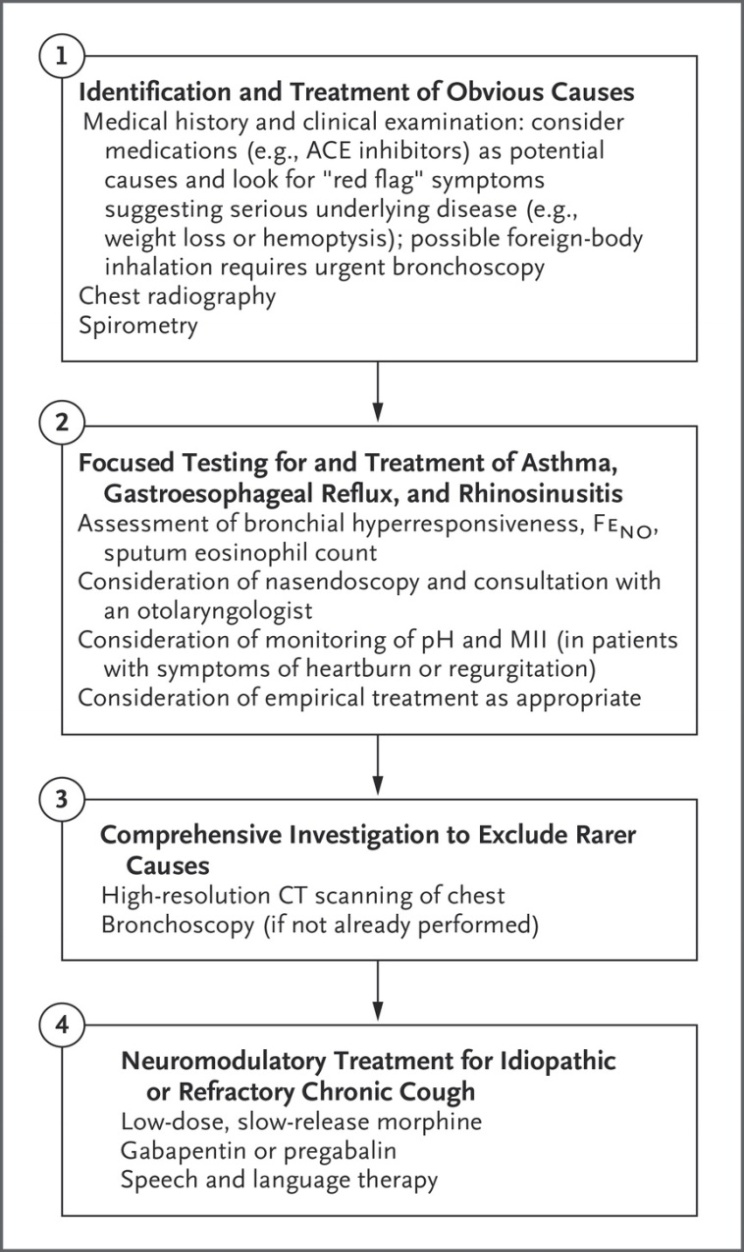 1
Identification and Treatment of Obvious Causes
Medical history and clinical examination: consider
medications (e.g., ACE inhibitors) as potential
causes and look for "red flag" symptoms
suggesting serious underlying disease (e.g.,
weight loss or hemoptysis); possible foreign-body
inhalation requires urgent bronchoscopy
Chest radiography
Spirometry
2
Focused Testing for and Treatment of Asthma,
Gastroesophageal Reflux, and Rhinosinusitis
Assessment of bronchial hyperresponsiveness, FENO,
sputum eosinophil count
Consideration of nasendoscopy and consultation with
an otolaryngologist
Consideration of monitoring of pH and MII (in patients
with symptoms of heartburn or regurgitation)
Consideration of empirical treatment as appropriate
3
Comprehensive Investigation to Exclude Rarer
Causes
High-resolution CT scanning of chest
Bronchoscopy (if not already performed)
4
Neuromodulatory Treatment for Idiopathic
or Refractory Chronic Cough
Low-dose, slow-release morphine
Gabapentin or pregabalin
Speech and language therapy